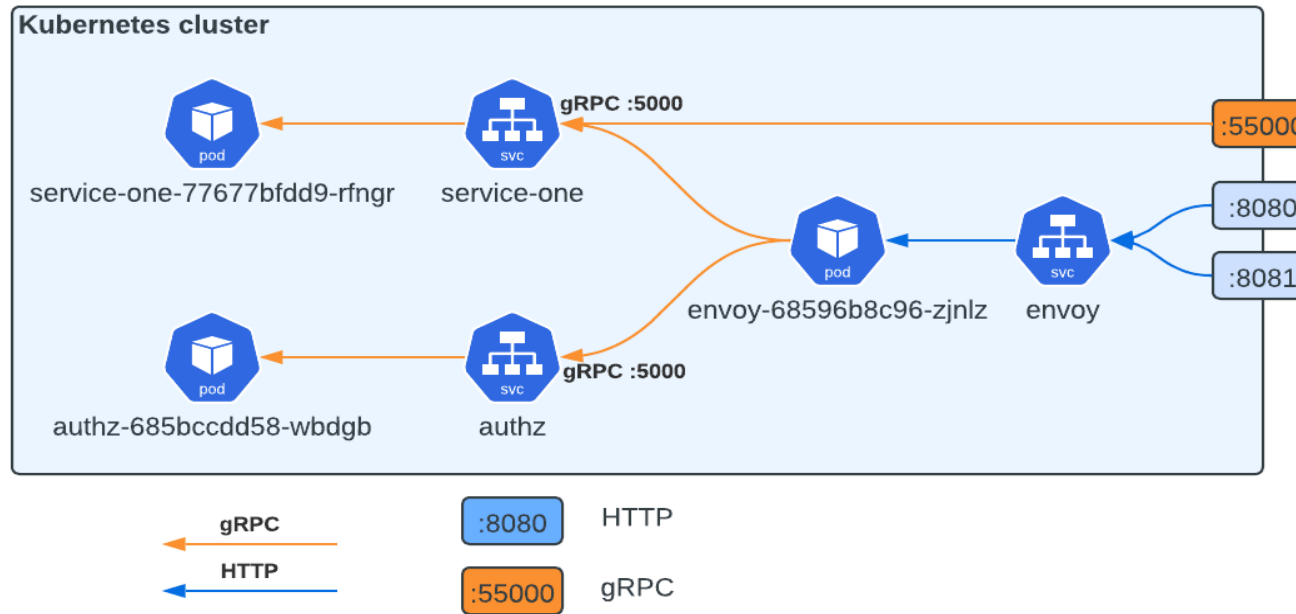 Kubernetes cluster
gRPC :5000
:55000
pod
svc
service-one-77677bfdd9-rfngr
service-one
:8080
pod
svc
:8081
envoy-68596b8c96-zjnlz
envoy
pod
svc
gRPC :5000
authz-685bccdd58-wbdgb
authz
gRPC
:8080
HTTP
HTTP
:55000
gRPC